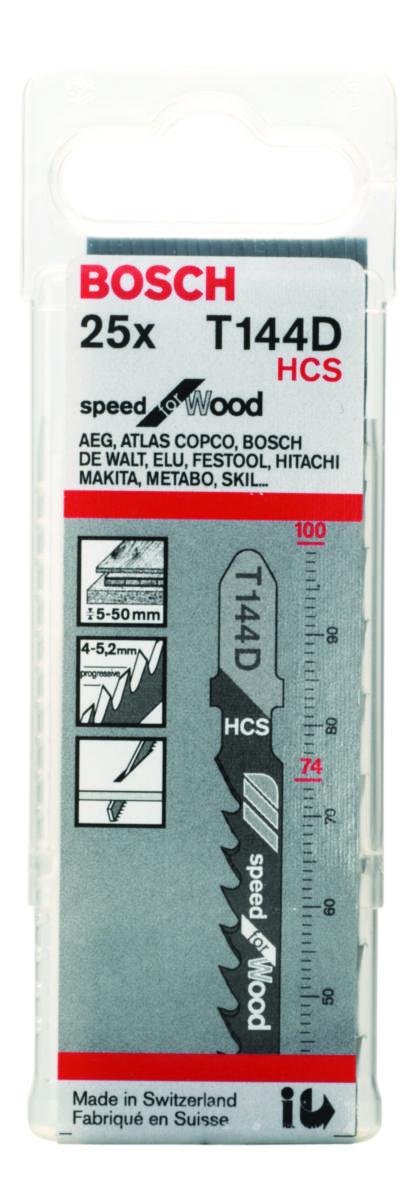 BOSCH
25x T144D
HCS
speed for Wood
AEG, ATLAS COPCO, BOSCH
DE WALT, ELU, FESTOOL, HITACHI
MAKITA, METABO, SKIL...
100
5-50 mm
T144D
90
4-5,2mm
progressive
HCS
80
74
70
speed for Wood
60
50
Made in Switzerland
Fabriqué en Suisse